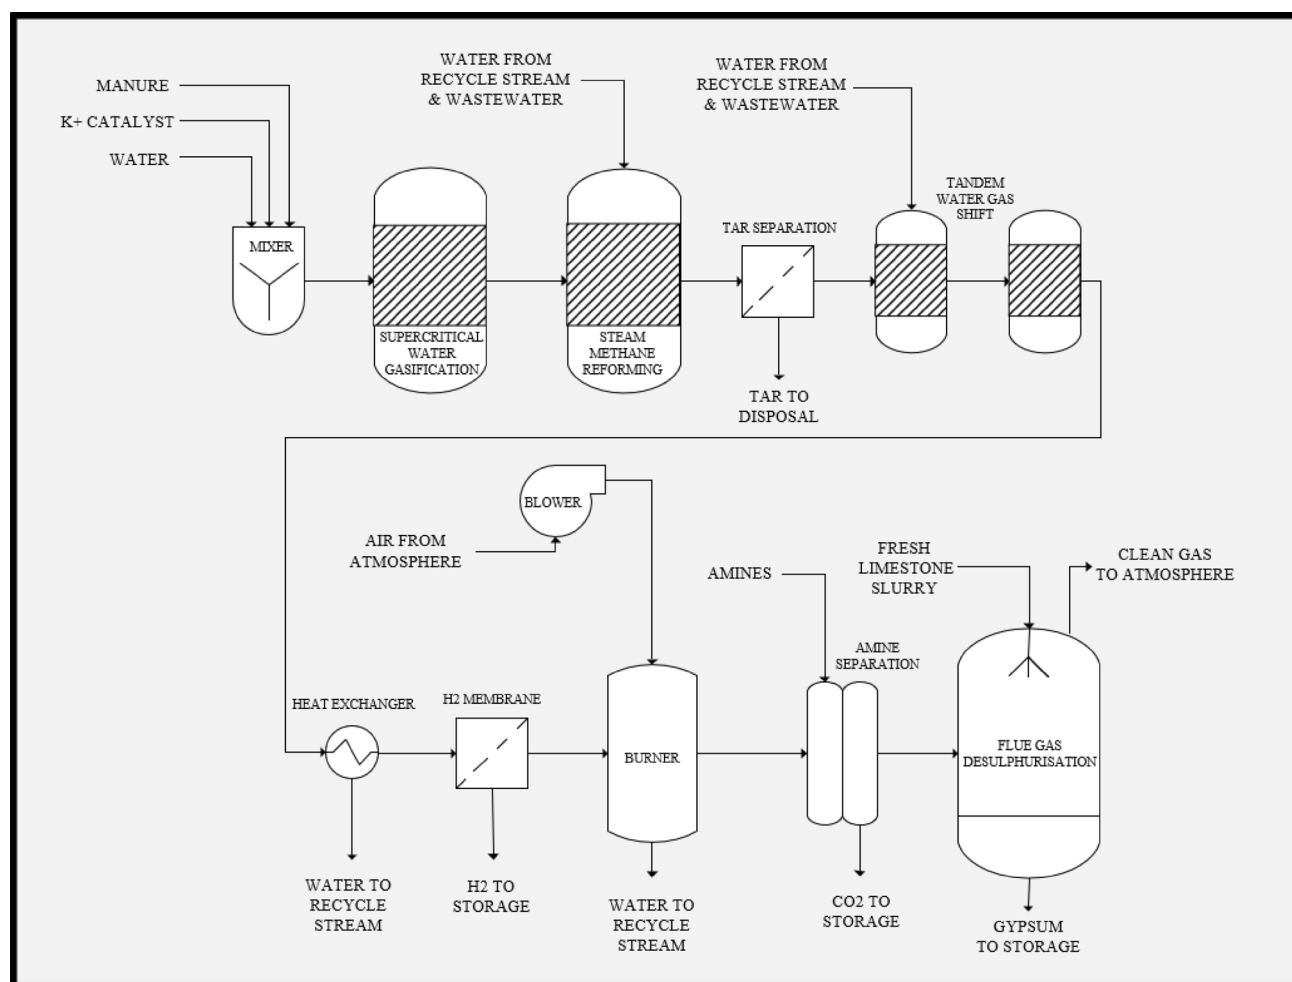 WATER FROM
RECYCLE STREAM
& WASTEWATER
WATER FROM
RECYCLE STREAM
& WASTEWATER
MANURE
K+ CATALYST
WATER
MIXER
SUPERCRITICAL
WATER
GASIFICATION
STEAM
METHANE
REFORMING
TAR SEPARATION
TAR TO
DISPOSAL
TANDEM
WATER GAS
SHIFT
BLOWER
AIR FROM
ATMOSPHERE
AMINES
FRESH
LIMESTONE
SLURRY
CLEAN GAS
TO ATMOSPHERE
HEAT EXCHANGER
H2 MEMBRANE
BURNER
AMINE
SEPARATION
FLUE GAS
DESULPHURISATION
WATER TO
RECYCLE
STREAM
H2 TO
STORAGE
WATER TO
RECYCLE
STREAM
CO2 TO
STORAGE
GYPSUM
TO STORAGE